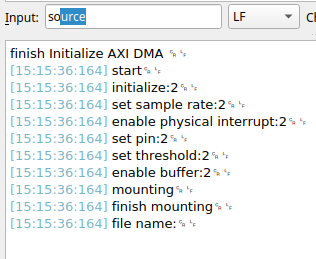 Input: source LF
finish Initialize AXI DMA ␍␊
[15:15:36:164] start␍␊
[15:15:36:164] initialize:2␍␊
[15:15:36:164] set sample rate:2␍␊
[15:15:36:164] enable physical interrupt:2␍␊
[15:15:36:164] set pin:2␍␊
[15:15:36:164] set threshold:2␍␊
[15:15:36:164] enable buffer:2␍␊
[15:15:36:164] mounting␍␊
[15:15:36:164] finish mounting␍␊
[15:15:36:164] file name:␍␊